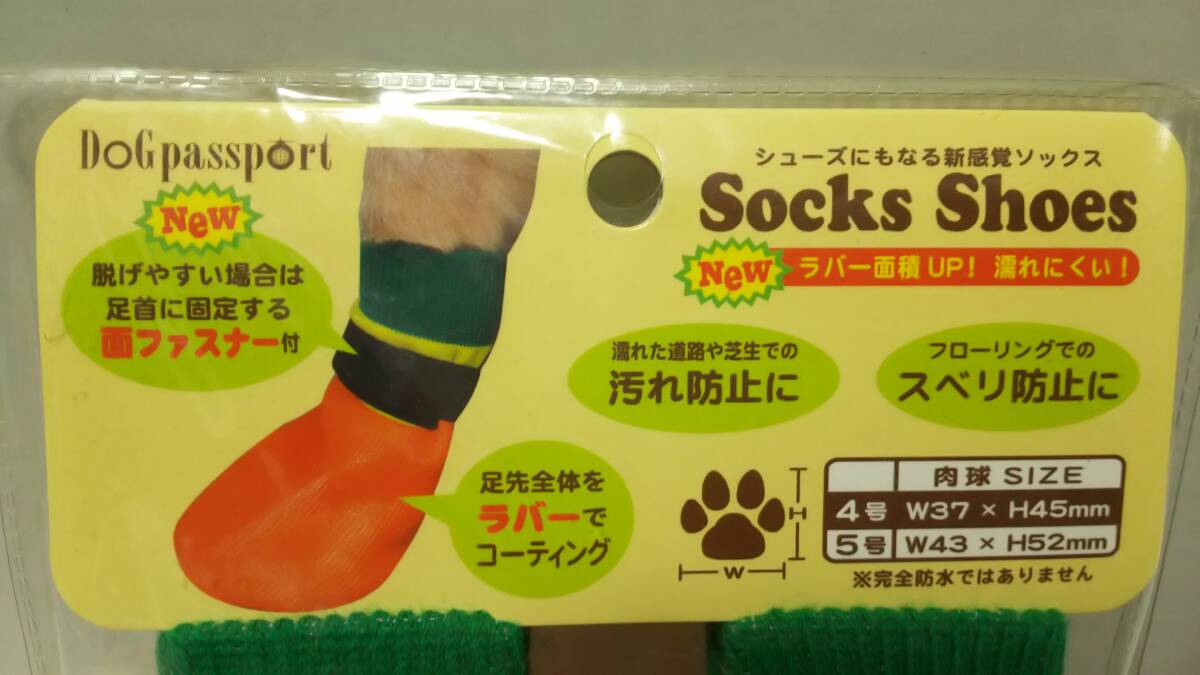 DoGpassport
New
脱げやすい場合は
足首に固定する
面ファスナー付
シューズにもなる新感覚ソックス
Socks Shoes
New
ラバー面積UP! 濡れにくい!
濡れた道路や芝生での
汚れ防止に
フローリングでの
スベリ防止に
足先全体を
ラバーで
コーティング
H
W
肉球 SIZE
4号 W37 × H45mm
5号 W43 × H52mm
※完全防水ではありません